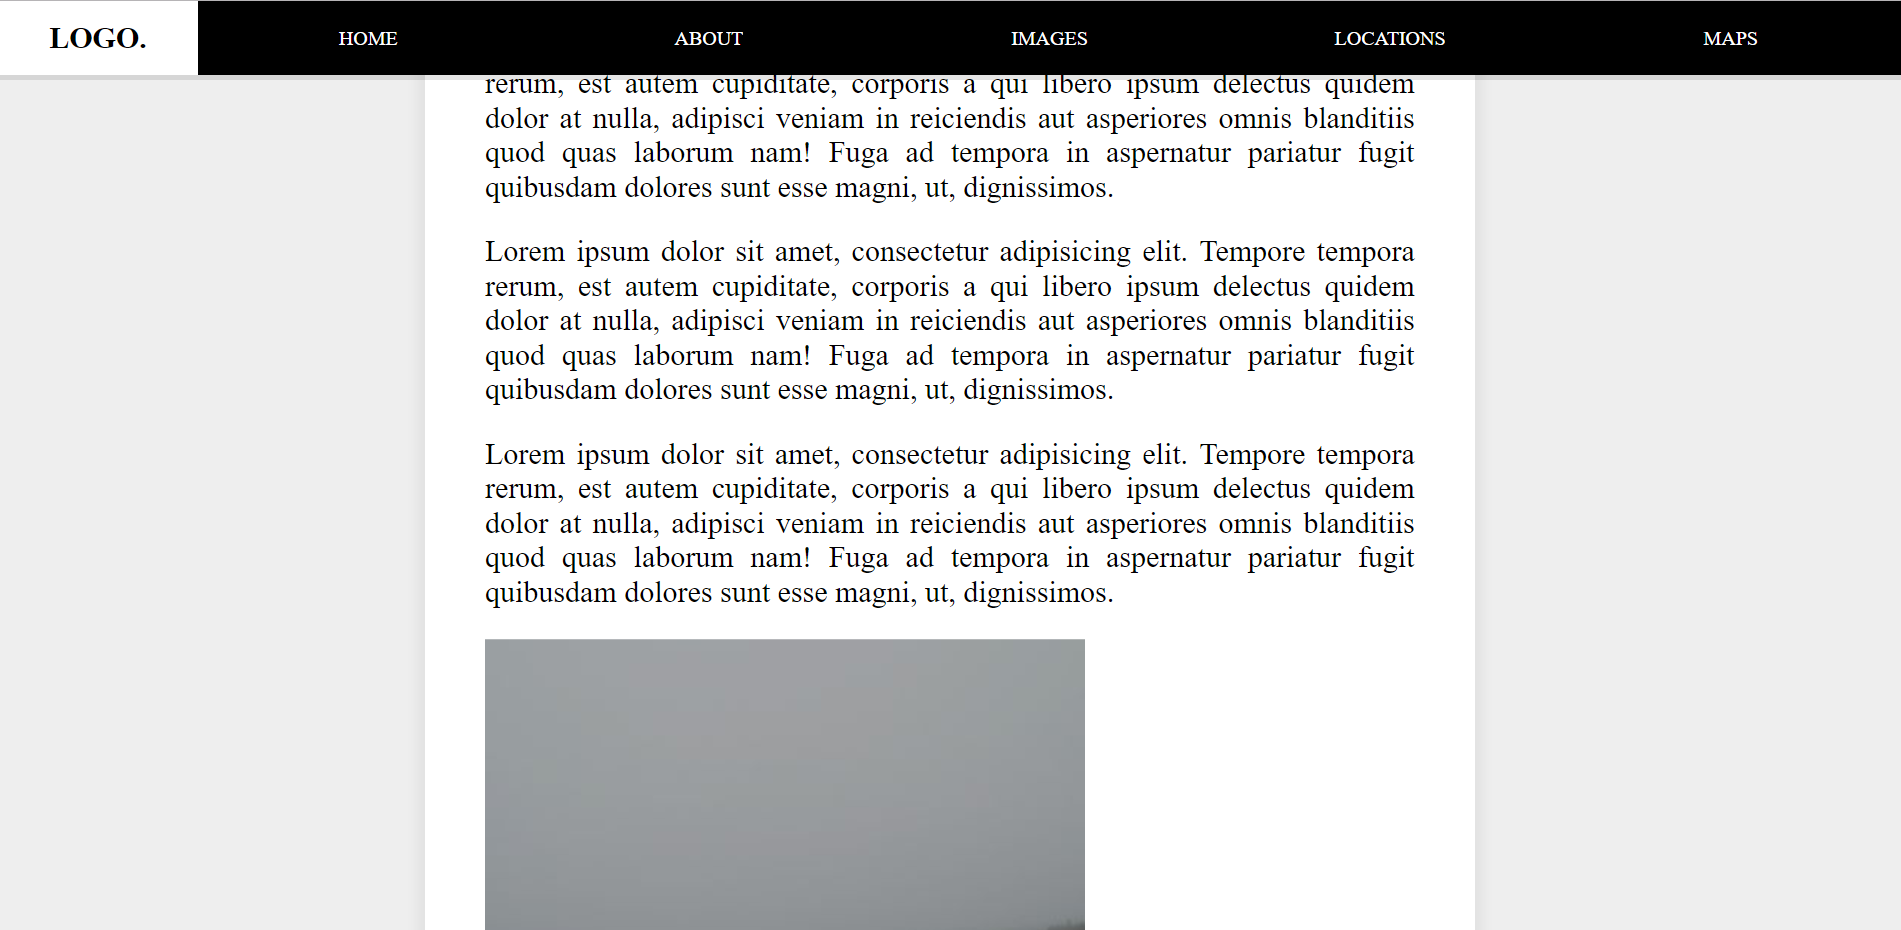 LOGO.
HOME
ABOUT
IMAGES
LOCATIONS
MAPS
rerum, est autem cupiditate, corporis a qui libero ipsum delectus quidem
dolor at nulla, adipisci veniam in reiciendis aut asperiores omnis blanditiis
quod quas laborum nam! Fuga ad tempora in aspernatur pariatur fugit
quibusdam dolores sunt esse magni, ut, dignissimos.
Lorem ipsum dolor sit amet, consectetur adipisicing elit. Tempore tempora
rerum, est autem cupiditate, corporis a qui libero ipsum delectus quidem
dolor at nulla, adipisci veniam in reiciendis aut asperiores omnis blanditiis
quod quas laborum nam! Fuga ad tempora in aspernatur pariatur fugit
quibusdam dolores sunt esse magni, ut, dignissimos.
Lorem ipsum dolor sit amet, consectetur adipisicing elit. Tempore tempora
rerum, est autem cupiditate, corporis a qui libero ipsum delectus quidem
dolor at nulla, adipisci veniam in reiciendis aut asperiores omnis blanditiis
quod quas laborum nam! Fuga ad tempora in aspernatur pariatur fugit
quibusdam dolores sunt esse magni, ut, dignissimos.